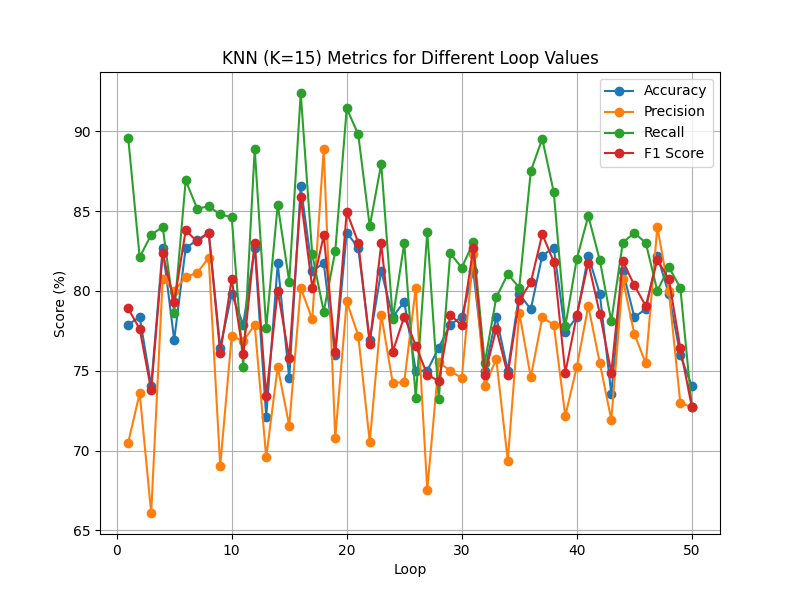 KNN (K=15) Metrics for Different Loop Values
Accuracy
Precision
Recall
F1 Score
Score (%)
90
85
80
75
70
65
0 10 20 30 40 50
Loop